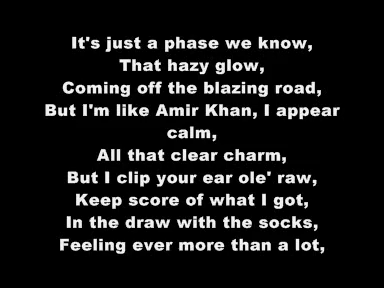 It's just a phase we know,
That hazy glow,
Coming off the blazing road,
But I'm like Amir Khan, I appear
calm,
All that clear charm,
But I clip your ear ole' raw,
Keep score of what I got,
In the draw with the socks,
Feeling ever more than a lot,